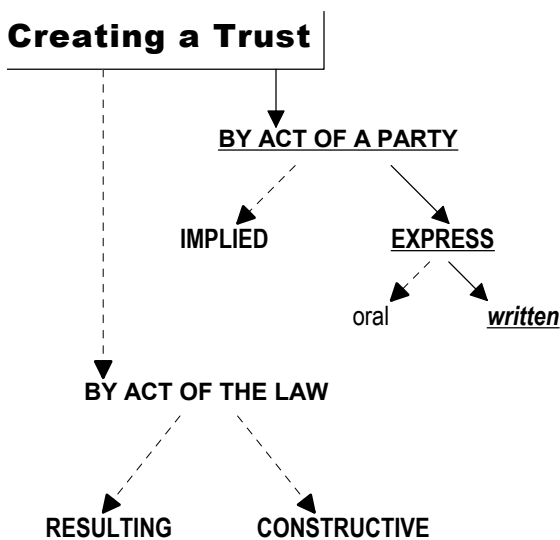 Creating a Trust
BY ACT OF A PARTY
IMPLIED
EXPRESS
oral
written
BY ACT OF THE LAW
RESULTING
CONSTRUCTIVE